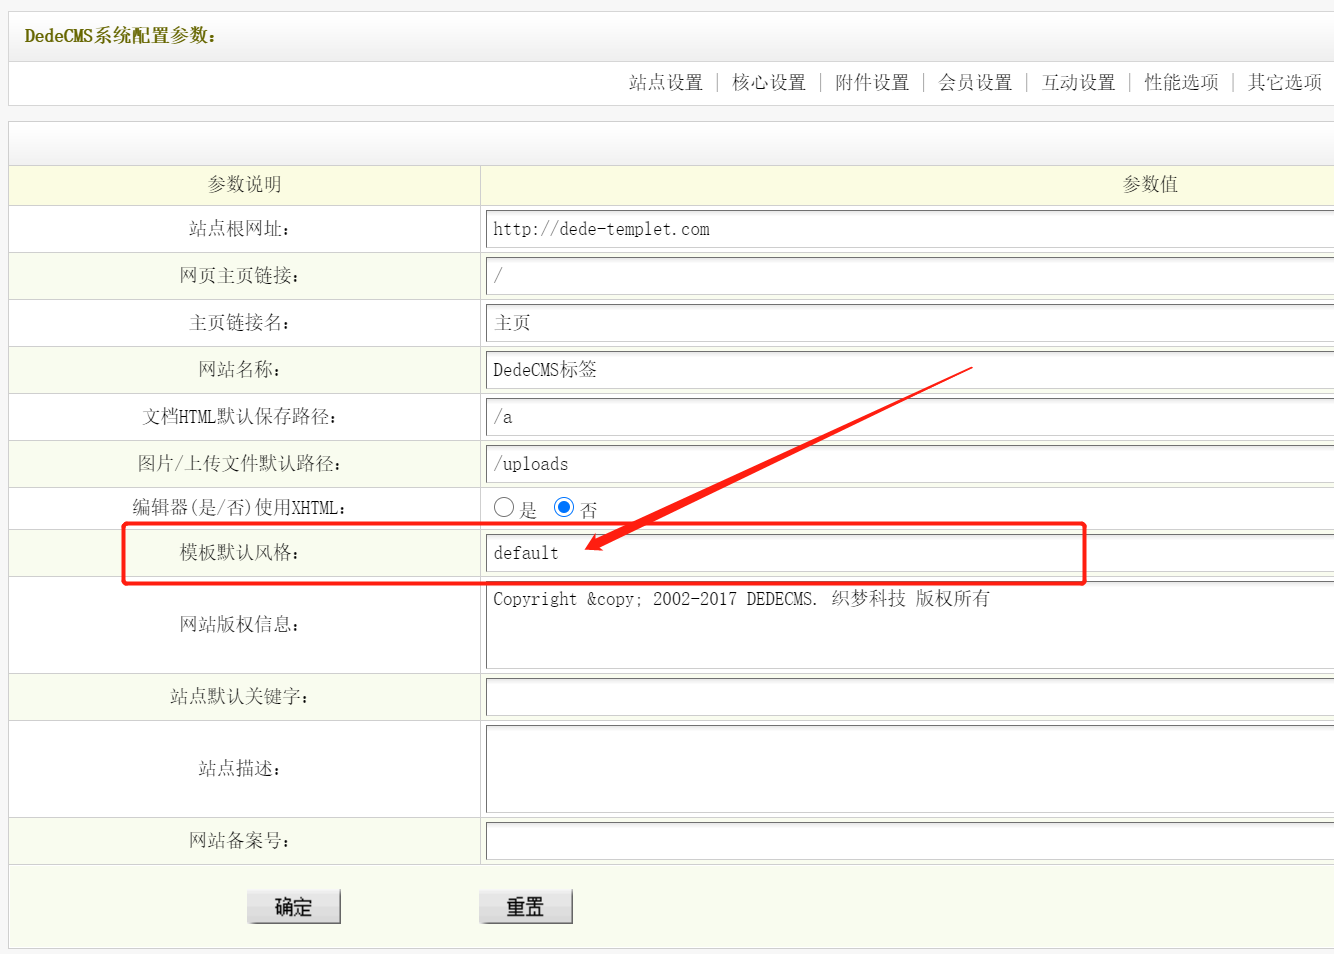 DedeCMS系统配置参数：
站点设置 | 核心设置 | 附件设置 | 会员设置 | 互动设置 | 性能选项 | 其它选项
参数说明 参数值
站点根网址： http://dede-templet.com
网页主页链接： /
主页链接名： 主页
网站名称： DedeCMS标签
文档HTML默认保存路径： /a
图片/上传文件默认路径： /uploads
编辑器(是/否)使用XHTML： 是 否
模板默认风格： default
网站版权信息： Copyright &copy; 2002-2017 DEDECMS. 织梦科技 版权所有
站点默认关键字：
站点描述：
网站备案号：
确定 重置